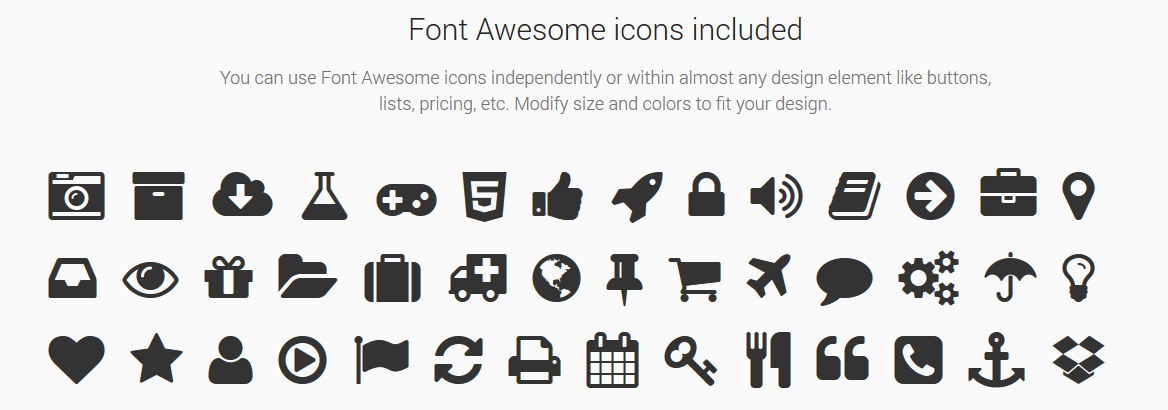 Font Awesome icons included
You can use Font Awesome icons independently or within almost any design element like buttons,
lists, pricing, etc. Modify size and colors to fit your design.
5